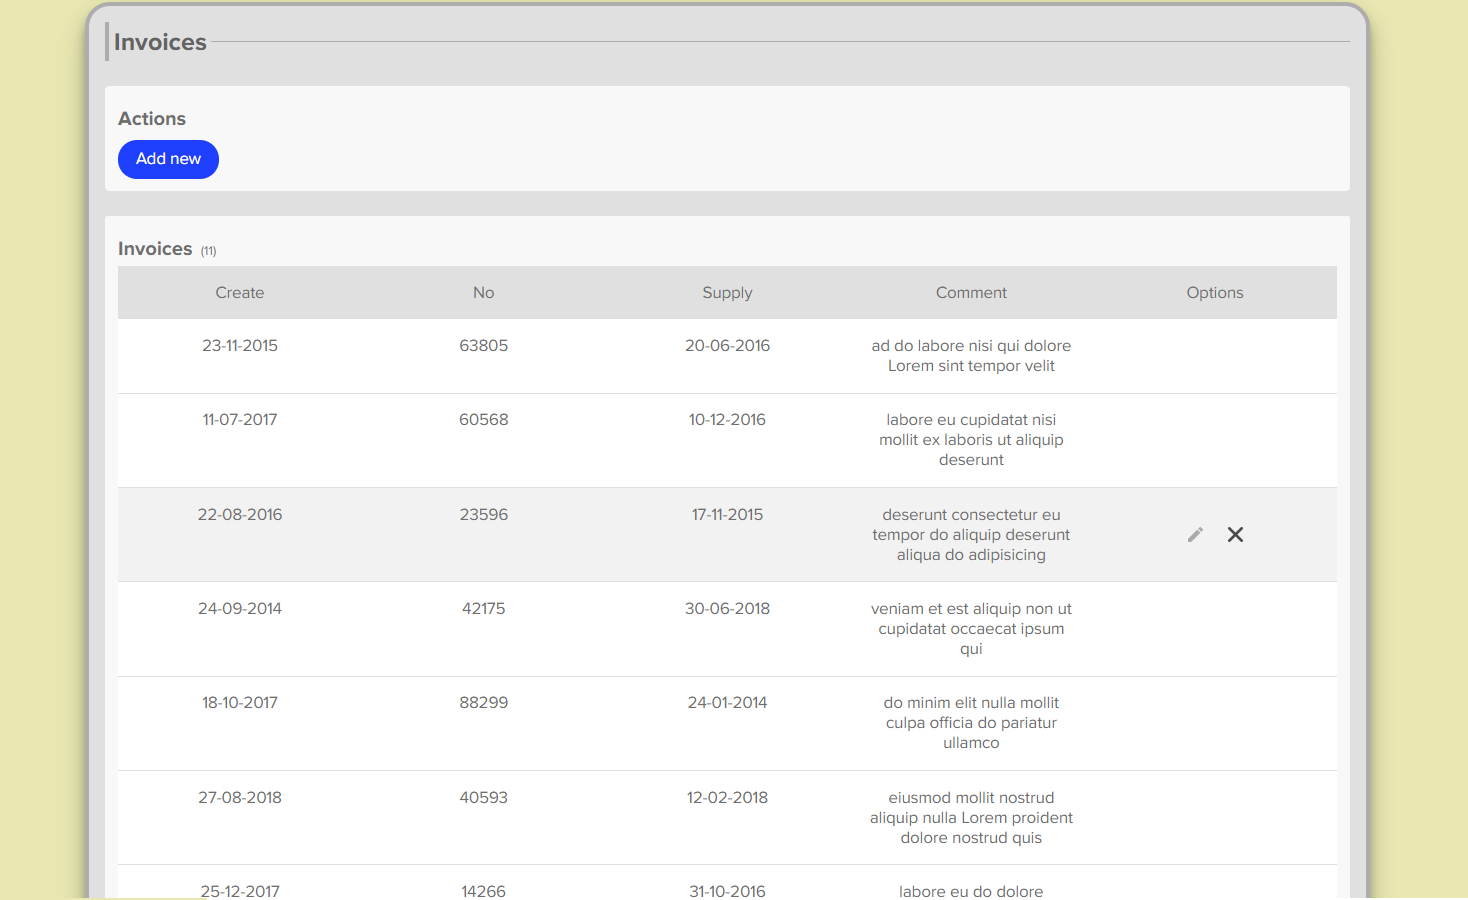 Invoices
Actions
Add new
Invoices (11)
Create No Supply Comment Options
23-11-2015 63805 20-06-2016 ad do labore nisi qui dolore
Lorem sint tempor velit
11-07-2017 60568 10-12-2016 labore eu cupidatat nisi
mollit ex laboris ut aliquip
deserunt
22-08-2016 23596 17-11-2015 deserunt consectetur eu
tempor do aliquip deserunt
aliqua do adipisicing
24-09-2014 42175 30-06-2018 veniam et est aliquip non ut
cupidatat occaecat ipsum
qui
18-10-2017 88299 24-01-2014 do minim elit nulla mollit
culpa officia do pariatur
ullamco
27-08-2018 40593 12-02-2018 eiusmod mollit nostrud
aliquip nulla Lorem proident
dolore nostrud quis
25-12-2017 14266 31-10-2016 labore eu do dolore